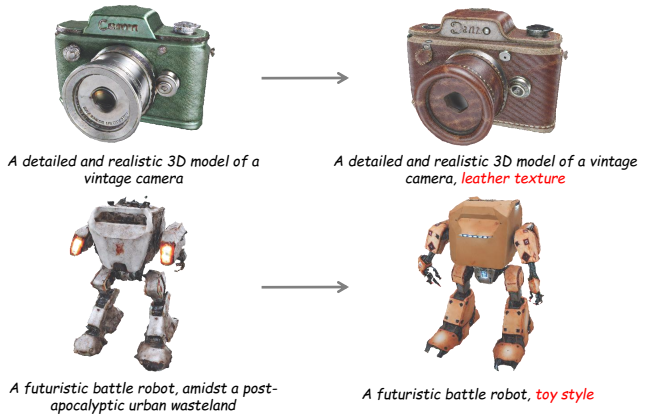 A detailed and realistic 3D model of a
vintage camera
A detailed and realistic 3D model of a vintage
camera, leather texture
A futuristic battle robot, amidst a post-
apocalyptic urban wasteland
A futuristic battle robot, toy style